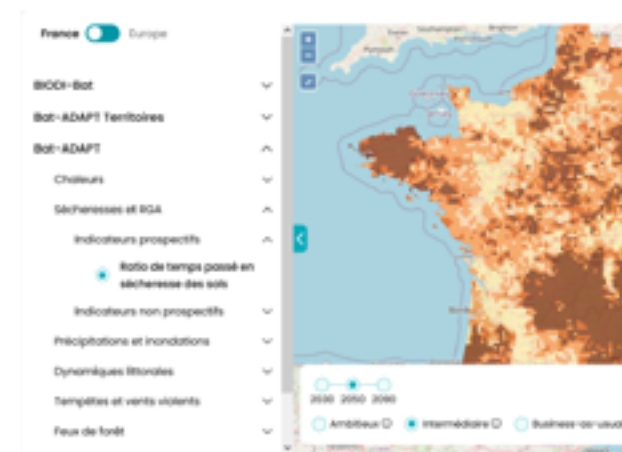 France Europe
BIODI-Bat
Bat-ADAPT Territoires
Bat-ADAPT
Chaleurs
Sécheresses et RGA
Indicateurs prospectifs
Ratio de temps passé en
sécheresse des sols
Indicateurs non prospectifs
Précipitations et inondations
Dynamiques littorales
Tempêtes et vents violents
Feux de forêt
Southampton
Plymouth
2030 2050 2090
Ambitieux Intermédiaire Business-as-usual